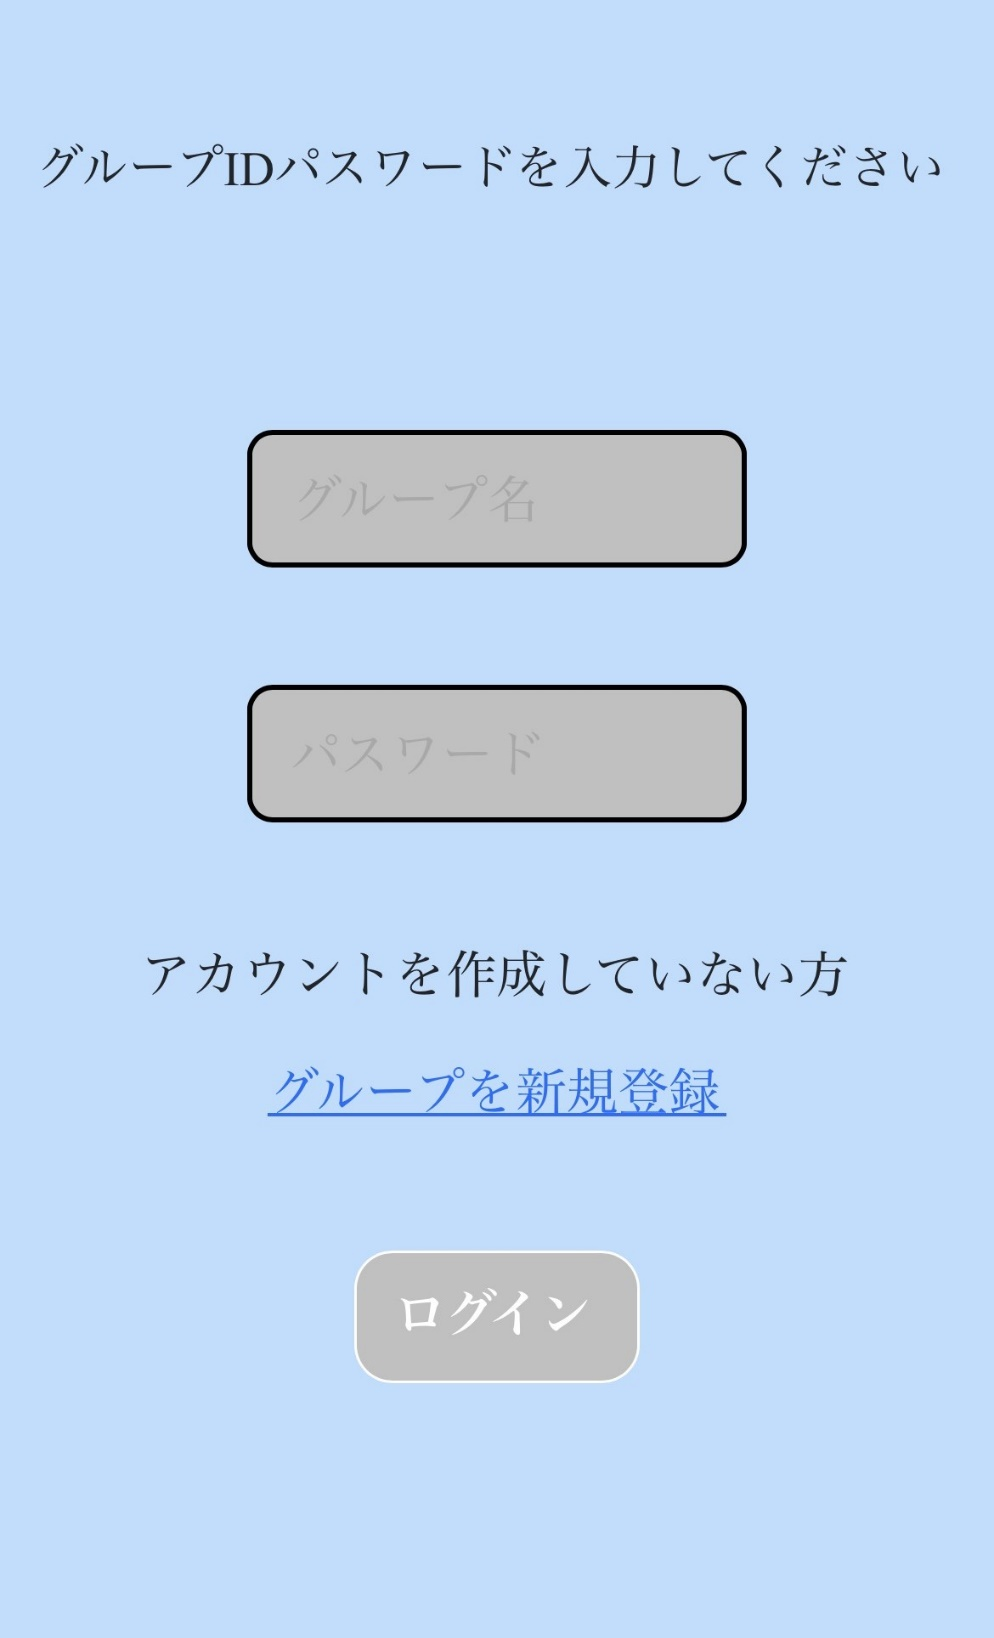 グループIDパスワードを入力してください
グループ名
パスワード
アカウントを作成していない方
グループを新規登録
ログイン